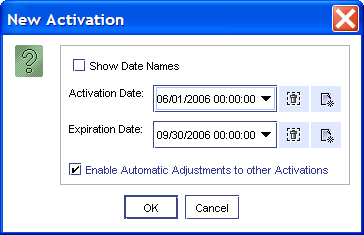 New Activation
Show Date Names
Activation Date: 06/01/2006 00:00:00
Expiration Date: 09/30/2006 00:00:00
Enable Automatic Adjustments to other Activations
OK Cancel